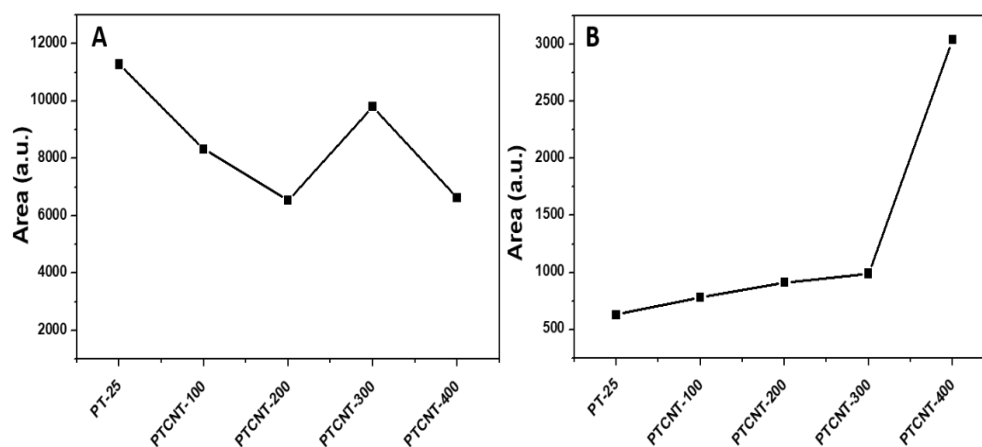 A
Area (a.u.)
12000
10000
8000
6000
4000
2000
PT-25
PTCNT-100
PTCNT-200
PTCNT-300
PTCNT-400
B
Area (a.u.)
3000
2500
2000
1500
1000
500
PT-25
PTCNT-100
PTCNT-200
PTCNT-300
PTCNT-400